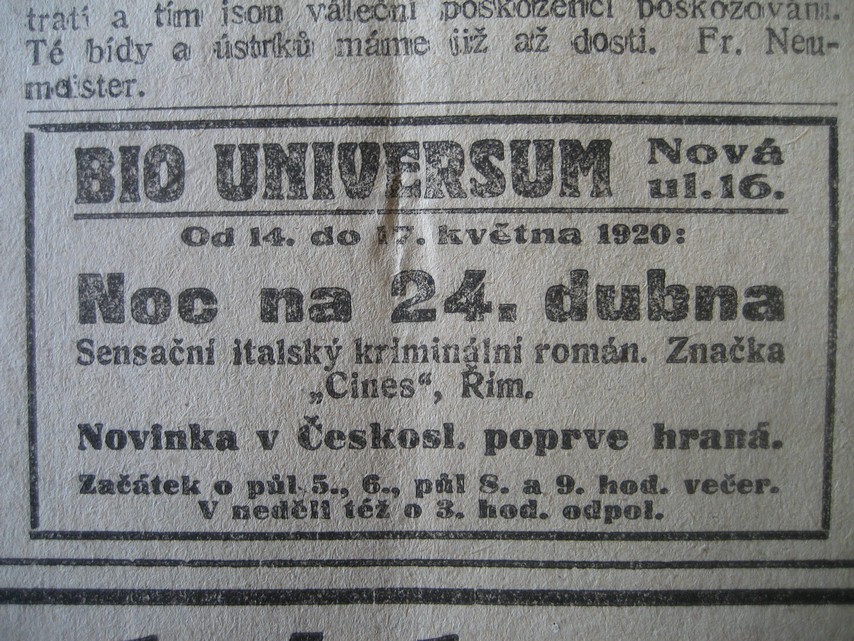 tratí a tím jsou váleční poškozenci poškozováni.
Té bídy a ústrků máme již až dosti. Fr. Neu-
meister.
BIO UNIVERSUM Nová
ul. 16.
Od 14. do 17. května 1920:
Noc na 24. dubna
Sensační italský kriminální román. Značka
„Cines“, Řím.
Novinka v Českosl. poprve hraná.
Začátek o půl 5., 6., půl 8. a 9. hod. večer.
V neděli též o 3. hod. odpol.